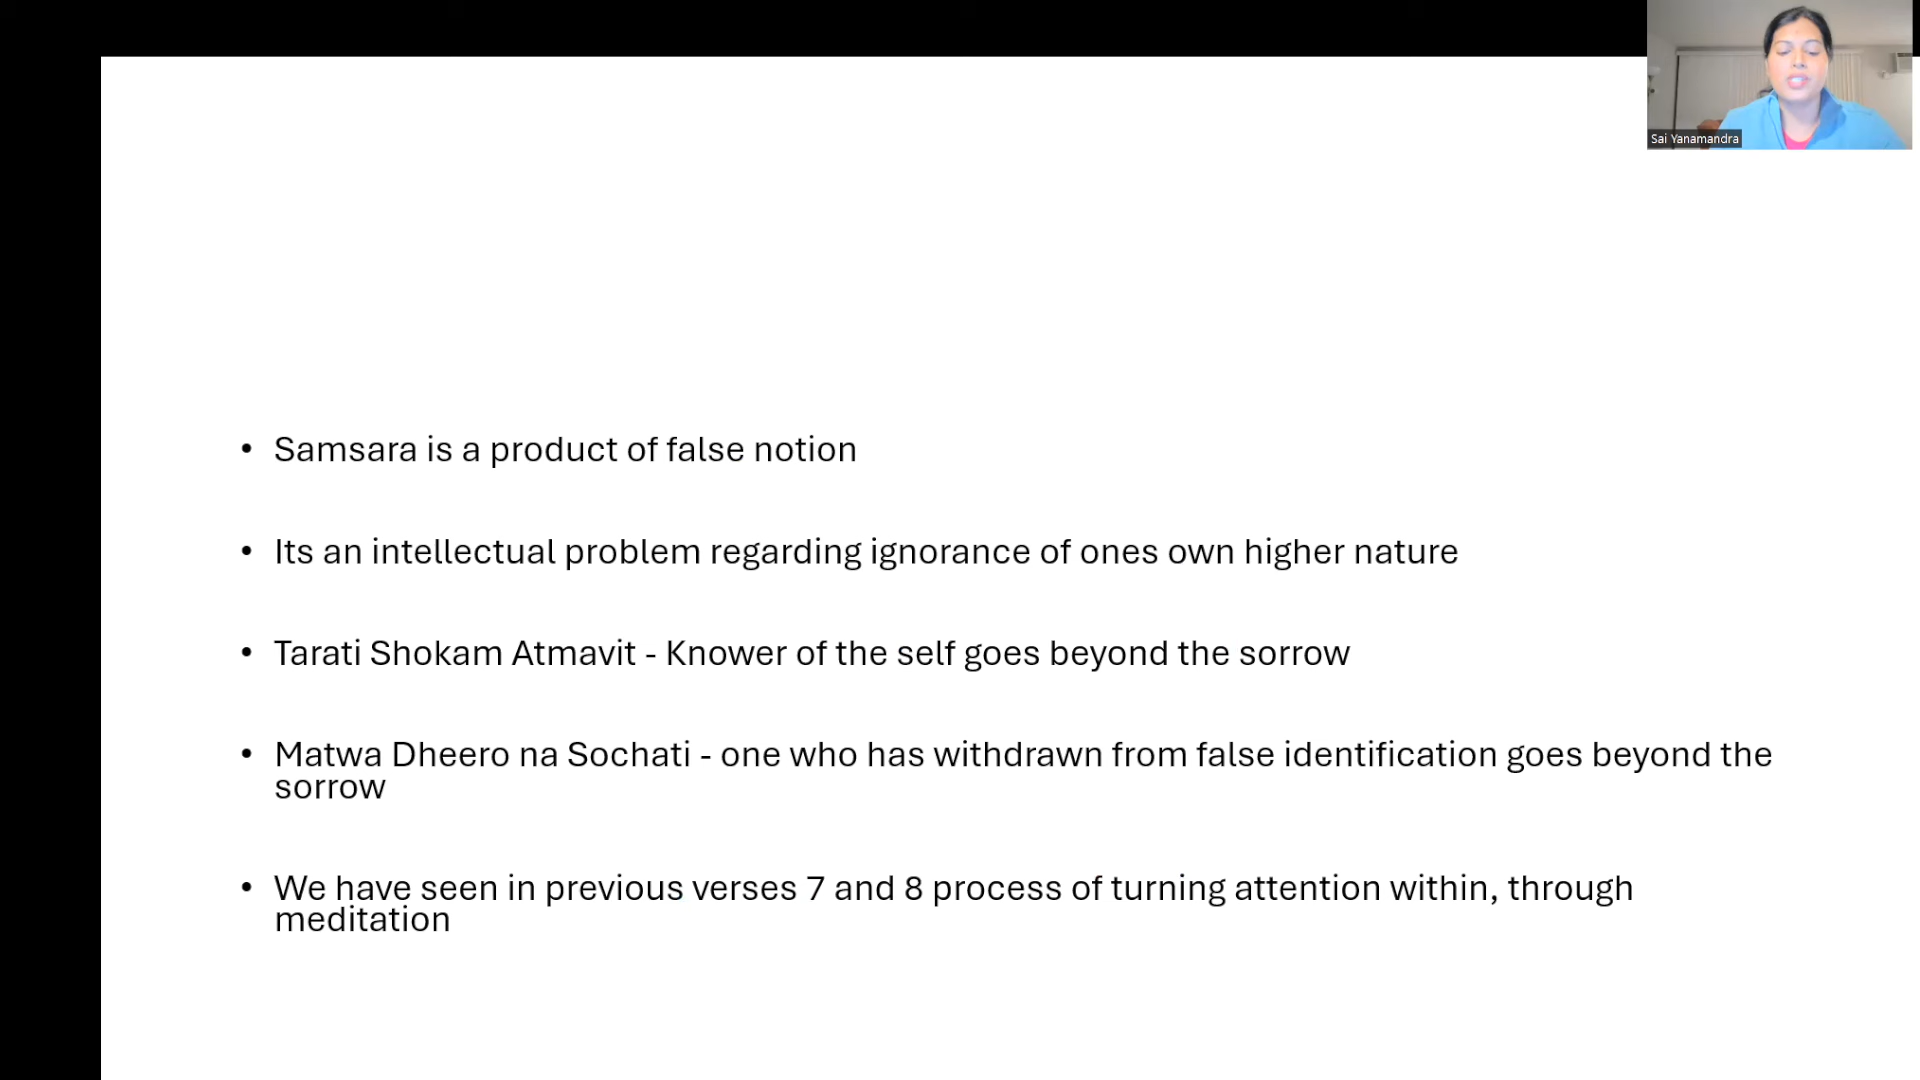 Sai Yanamandra
• Samsara is a product of false notion
• Its an intellectual problem regarding ignorance of ones own higher nature
• Tarati Shokam Atmavit - Knower of the self goes beyond the sorrow
• Matwa Dheero na Sochati - one who has withdrawn from false identification goes beyond the
sorrow
• We have seen in previous verses 7 and 8 process of turning attention within, through
meditation